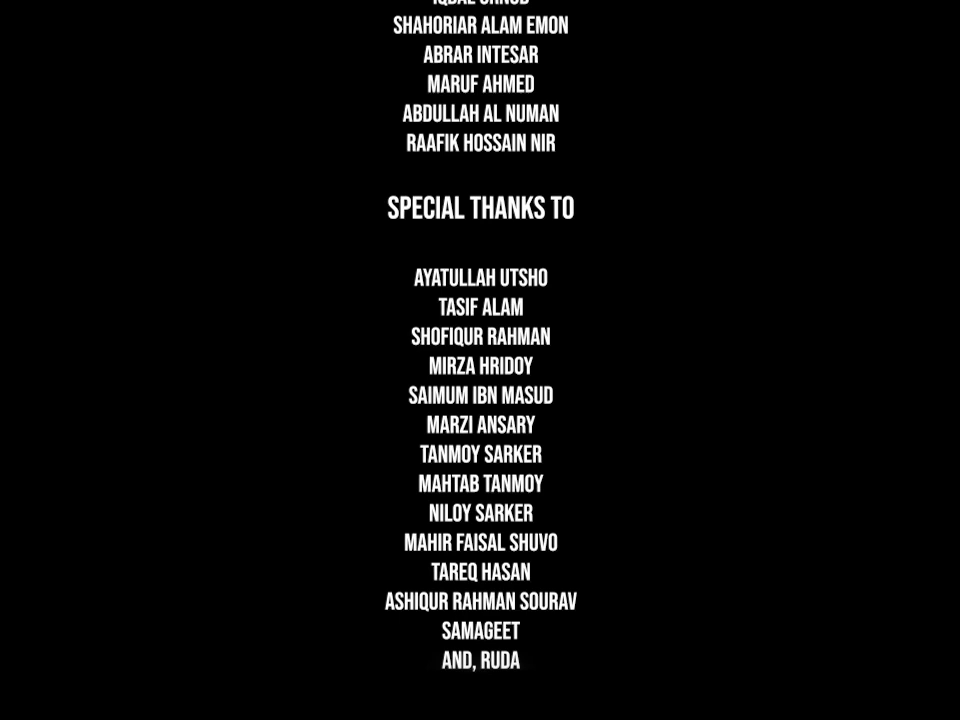 SHAHORIAR ALAM EMON
ABRAR INTESAR
MARUF AHMED
ABDULLAH AL NUMAN
RAAFIK HOSSAIN NIR
SPECIAL THANKS TO
AYATULLAH UTSHO
TASIF ALAM
SHOFIQUR RAHMAN
MIRZA HRIDOY
SAIMUM IBN MASUD
MARZI ANSARY
TANMOY SARKER
MAHTAB TANMOY
NILOY SARKER
MAHIR FAISAL SHUVO
TAREQ HASAN
ASHIQUR RAHMAN SOURAV
SAMAGEET
AND, RUDA